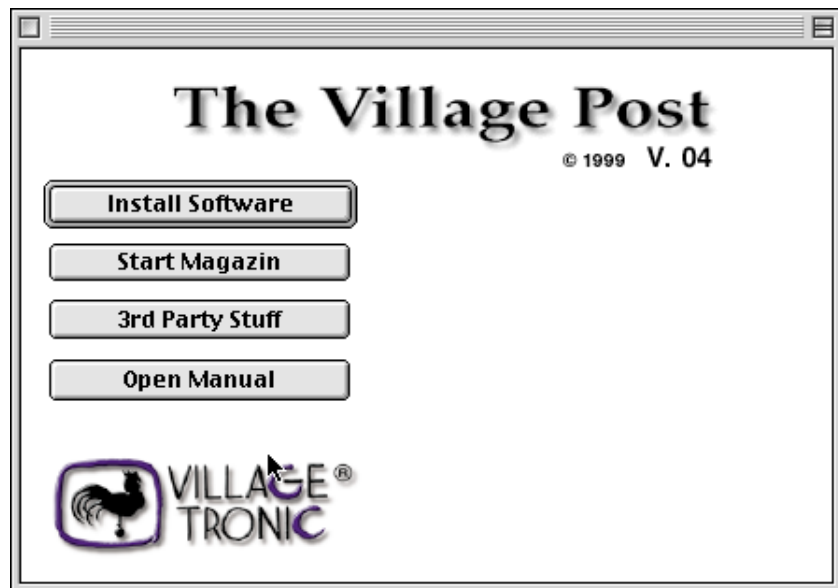 The Village Post
© 1999 V. 04
Install Software
Start Magazin
3rd Party Stuff
Open Manual
VILLAGE ®
TRONIC